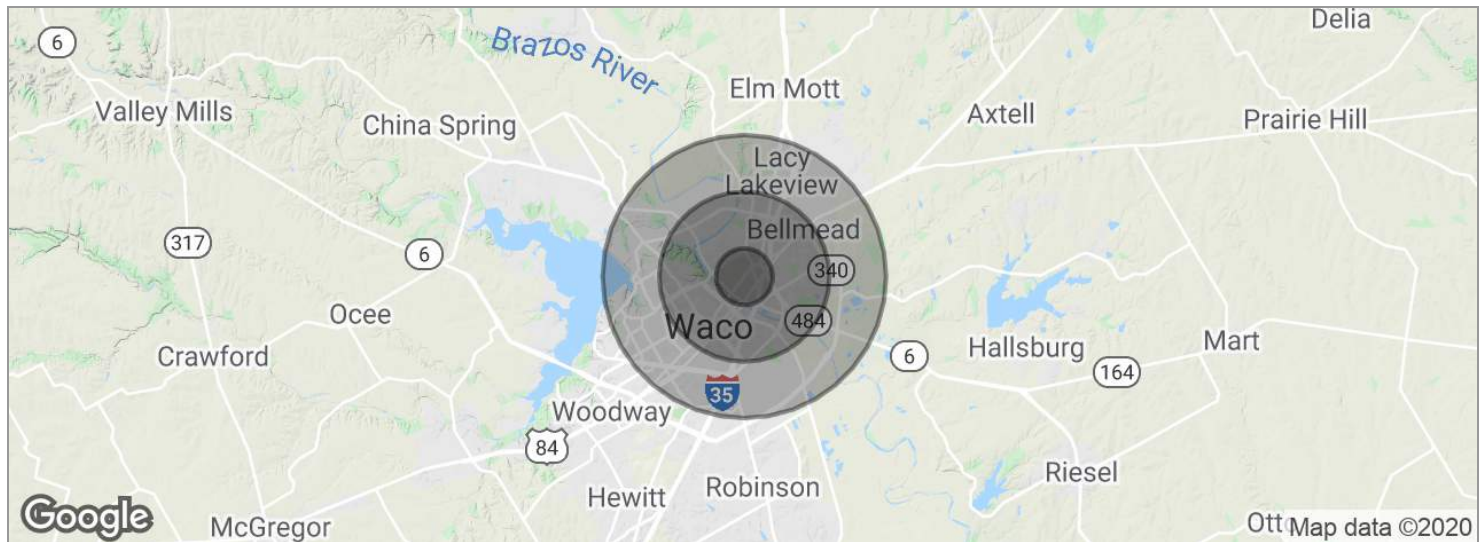 Delia
6
Brazos River
Elm Mott
Valley Mills
China Spring
Axtell
Prairie Hill
Lacy
Lakeview
Bellmead
317
6
340
Ocee
484
Waco
Crawford
6
Hallsburg
Mart
164
35
Woodway
84
Riesel
Hewitt
Robinson
Google
McGregor
Otto
Map data ©2020